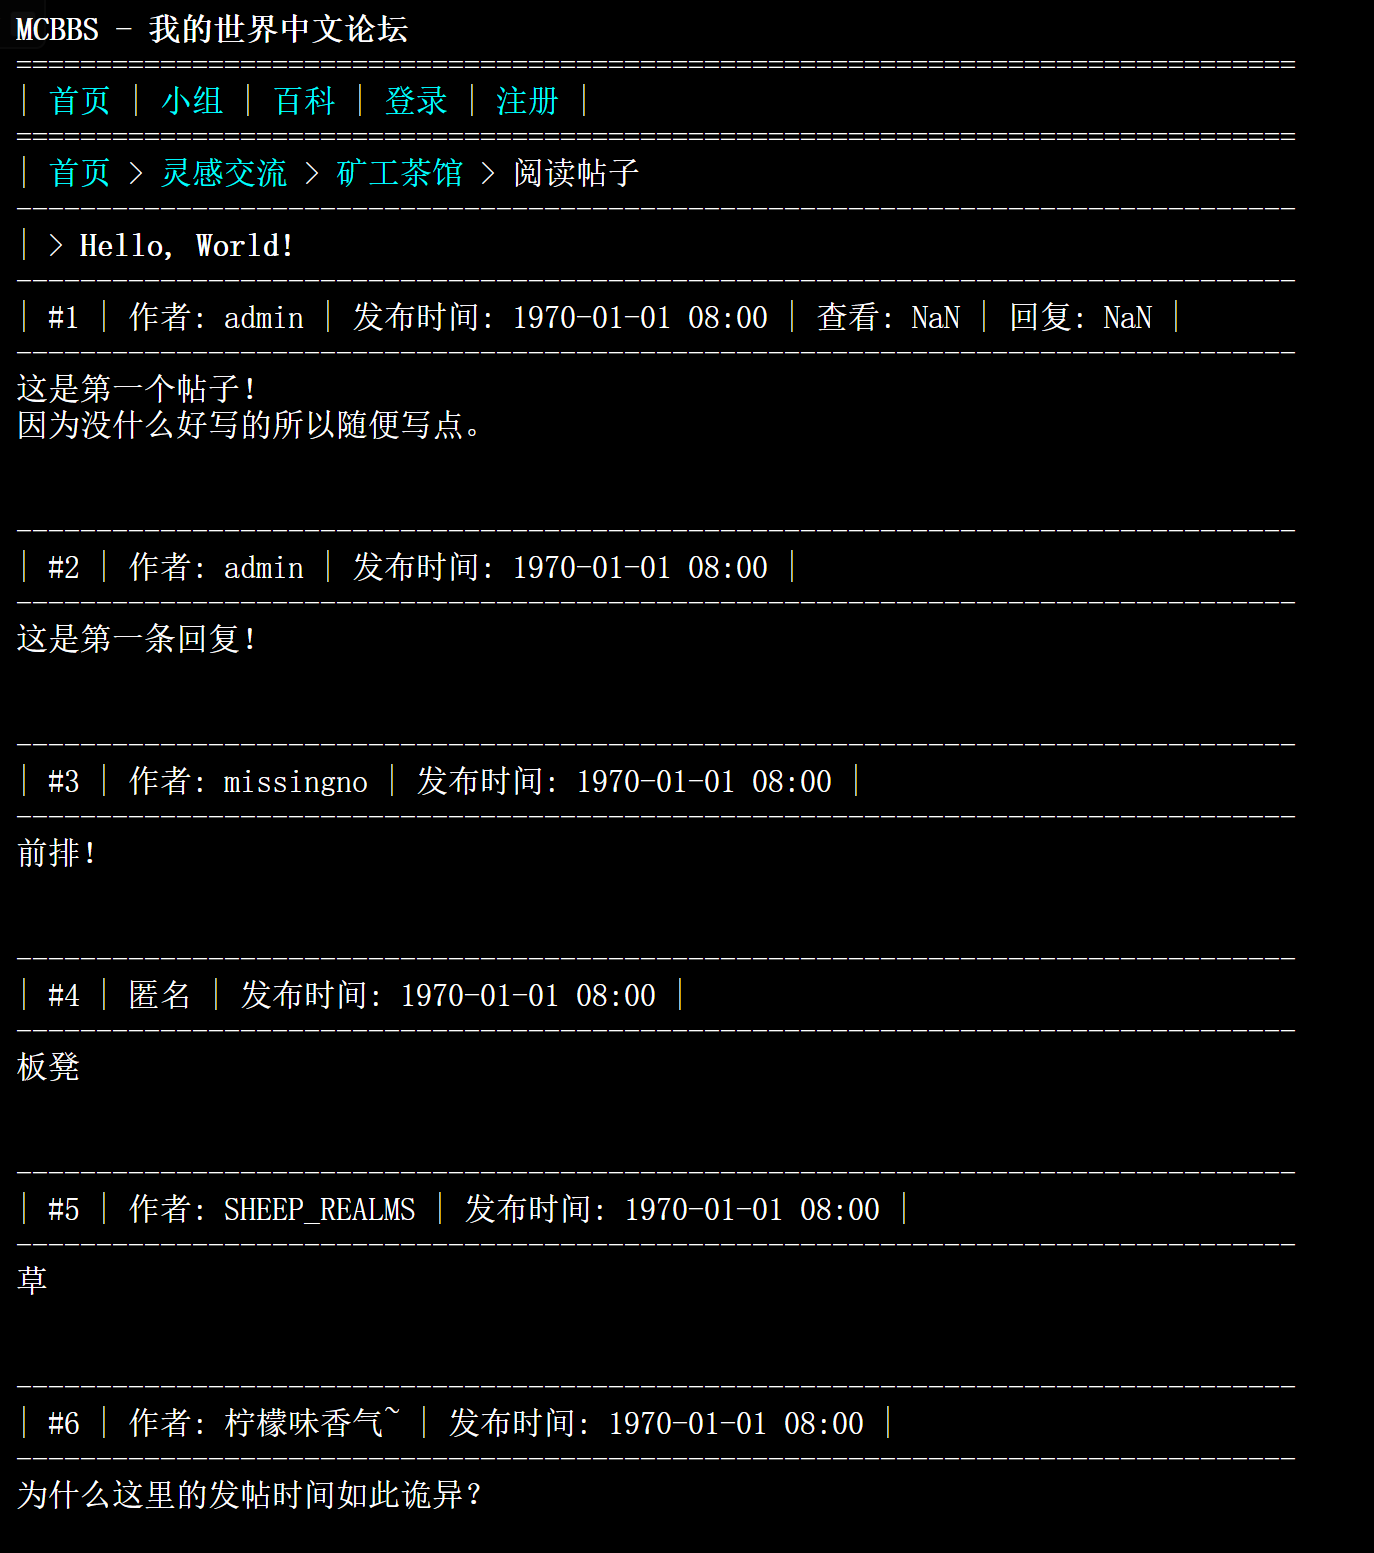 MCBBS - 我的世界中文论坛
================================================================================
| 首页 | 小组 | 百科 | 登录 | 注册 |
================================================================================
| 首页 > 灵感交流 > 矿工茶馆 > 阅读帖子
--------------------------------------------------------------------------------
| > Hello, World!
--------------------------------------------------------------------------------
| #1 | 作者: admin | 发布时间: 1970-01-01 08:00 | 查看: NaN | 回复: NaN |
--------------------------------------------------------------------------------
这是第一个帖子!
因为没什么好写的所以随便写点。
--------------------------------------------------------------------------------
| #2 | 作者: admin | 发布时间: 1970-01-01 08:00 |
--------------------------------------------------------------------------------
这是第一条回复!
--------------------------------------------------------------------------------
| #3 | 作者: missingno | 发布时间: 1970-01-01 08:00 |
--------------------------------------------------------------------------------
前排!
--------------------------------------------------------------------------------
| #4 | 匿名 | 发布时间: 1970-01-01 08:00 |
--------------------------------------------------------------------------------
板凳
--------------------------------------------------------------------------------
| #5 | 作者: SHEEP_REALMS | 发布时间: 1970-01-01 08:00 |
--------------------------------------------------------------------------------
草
--------------------------------------------------------------------------------
| #6 | 作者: 柠檬味香气~ | 发布时间: 1970-01-01 08:00 |
--------------------------------------------------------------------------------
为什么这里的发帖时间如此诡异?